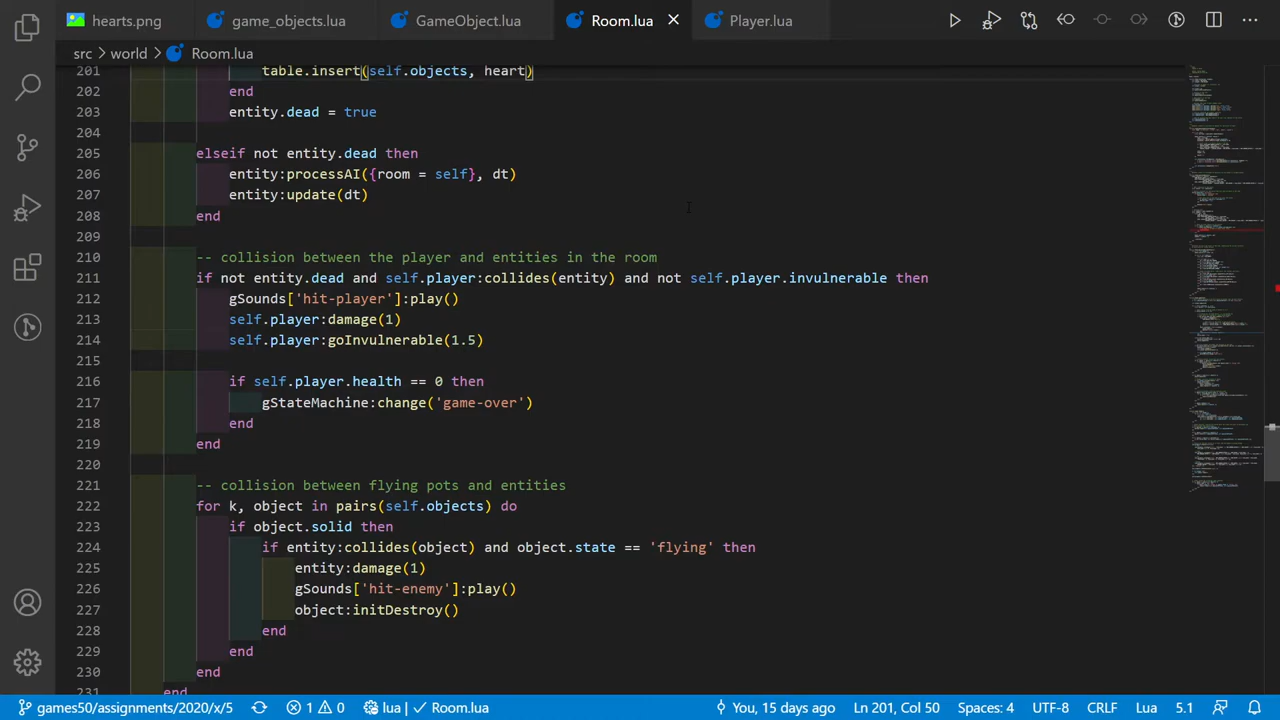 hearts.png game_objects.lua GameObject.lua Room.lua Player.lua
src > world > Room.lua
201 table.insert(self.objects, heart)
202 end
203 entity.dead = true
204
205 elseif not entity.dead then
206 entity:processAI({room = self}, dt)
207 entity:update(dt)
208 end
209
210 -- collision between the player and entities in the room
211 if not entity.dead and self.player:collides(entity) and not self.player.invulnerable then
212 gSounds['hit-player']:play()
213 self.player:damage(1)
214 self.player:goInvulnerable(1.5)
215
216 if self.player.health == 0 then
217 gStateMachine:change('game-over')
218 end
219 end
220
221 -- collision between flying pots and entities
222 for k, object in pairs(self.objects) do
223 if object.solid then
224 if entity:collides(object) and object.state == 'flying' then
225 entity:damage(1)
226 gSounds['hit-enemy']:play()
227 object:initDestroy()
228 end
229 end
230 end
231 end
games50/assignments/2020/x/5 1 0 lua Room.lua You, 15 days ago Ln 201, Col 50 Spaces: 4 UTF-8 CRLF Lua 5.1